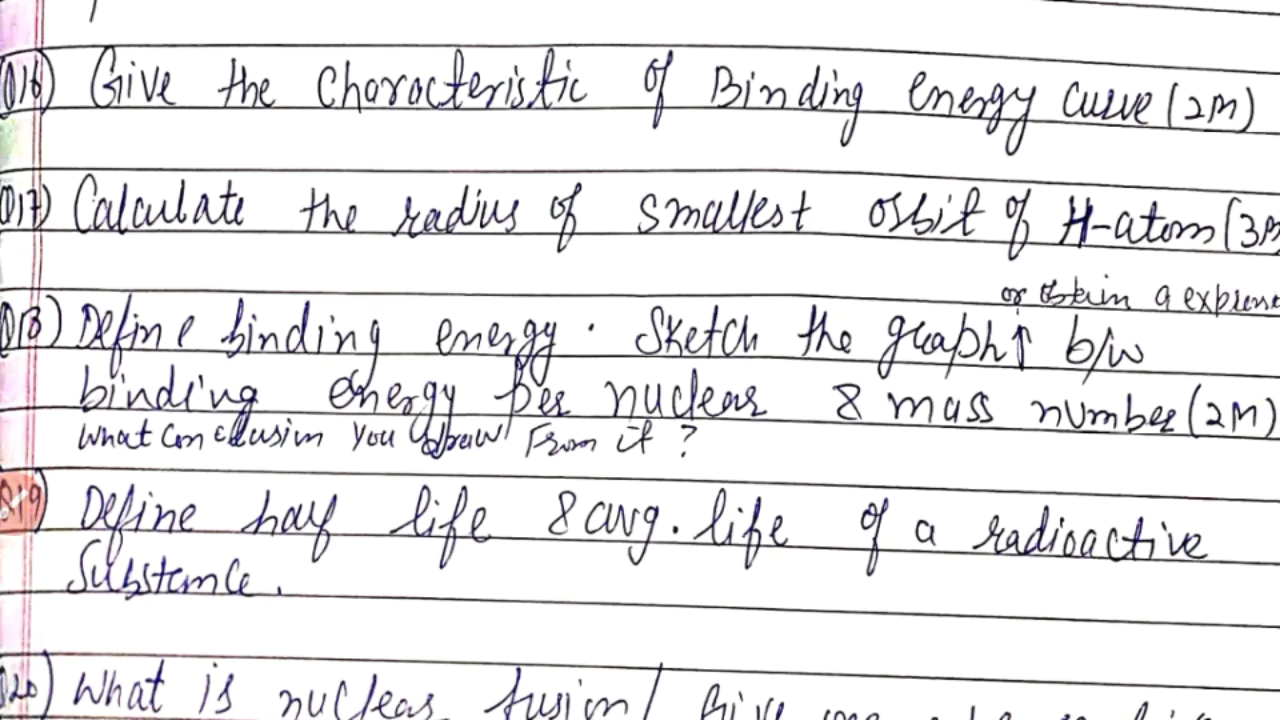 Q16) Give the Characteristic of Binding energy curve (2M)
Q17) Calculate the radius of smallest orbit of H-atom (3M
or obtain a express
Q18) Define binding energy. Sketch the graph b/w
binding energy per nuclear & mass number (2M)
What Conclusion You draw From it ?
Q19) Define half life & avg. life of a radioactive
Substance.
Q20) What is nuclear fusion/ Give